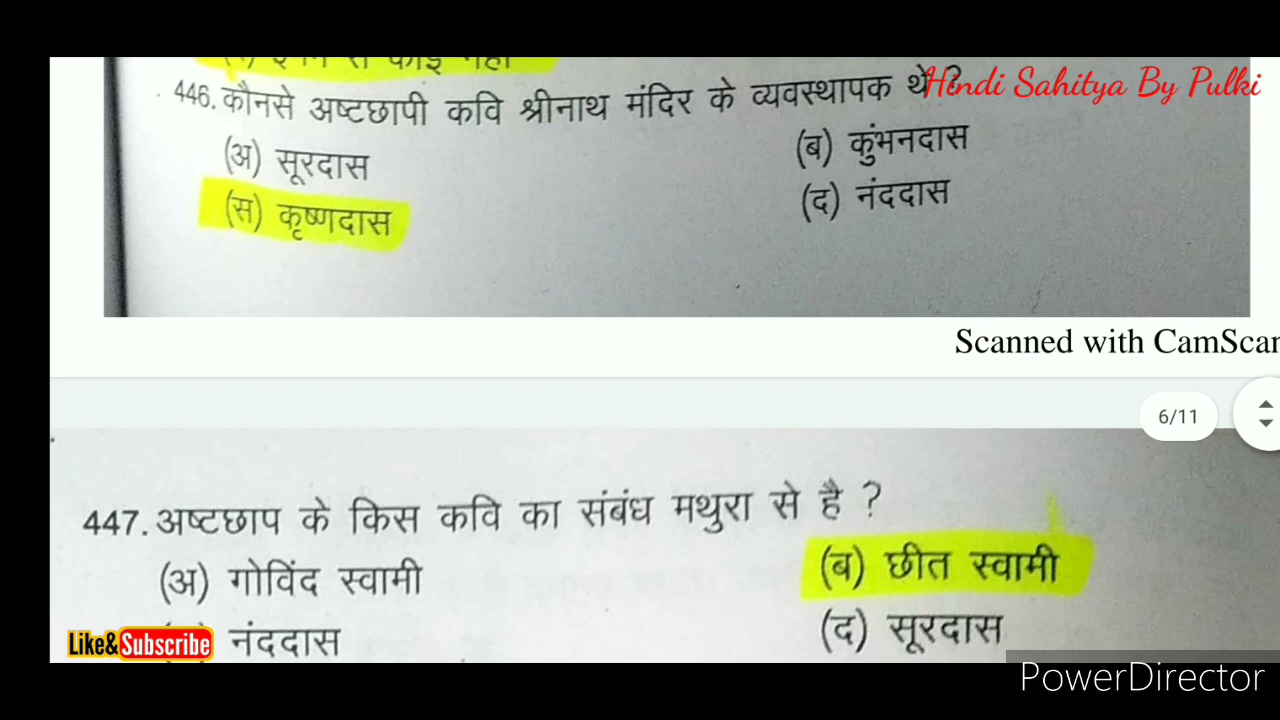 446. कौनसे अष्टछापी कवि श्रीनाथ मंदिर के व्यवस्थापक थे ?
Hindi Sahitya By Pulki
(अ) सूरदास
(ब) कुंभनदास
(स) कृष्णदास
(द) नंददास
Scanned with CamScan
6/11
447. अष्टछाप के किस कवि का संबंध मथुरा से है ?
(अ) गोविंद स्वामी
(ब) छीत स्वामी
नंददास
(द) सूरदास
Like& Subscribe
PowerDirector